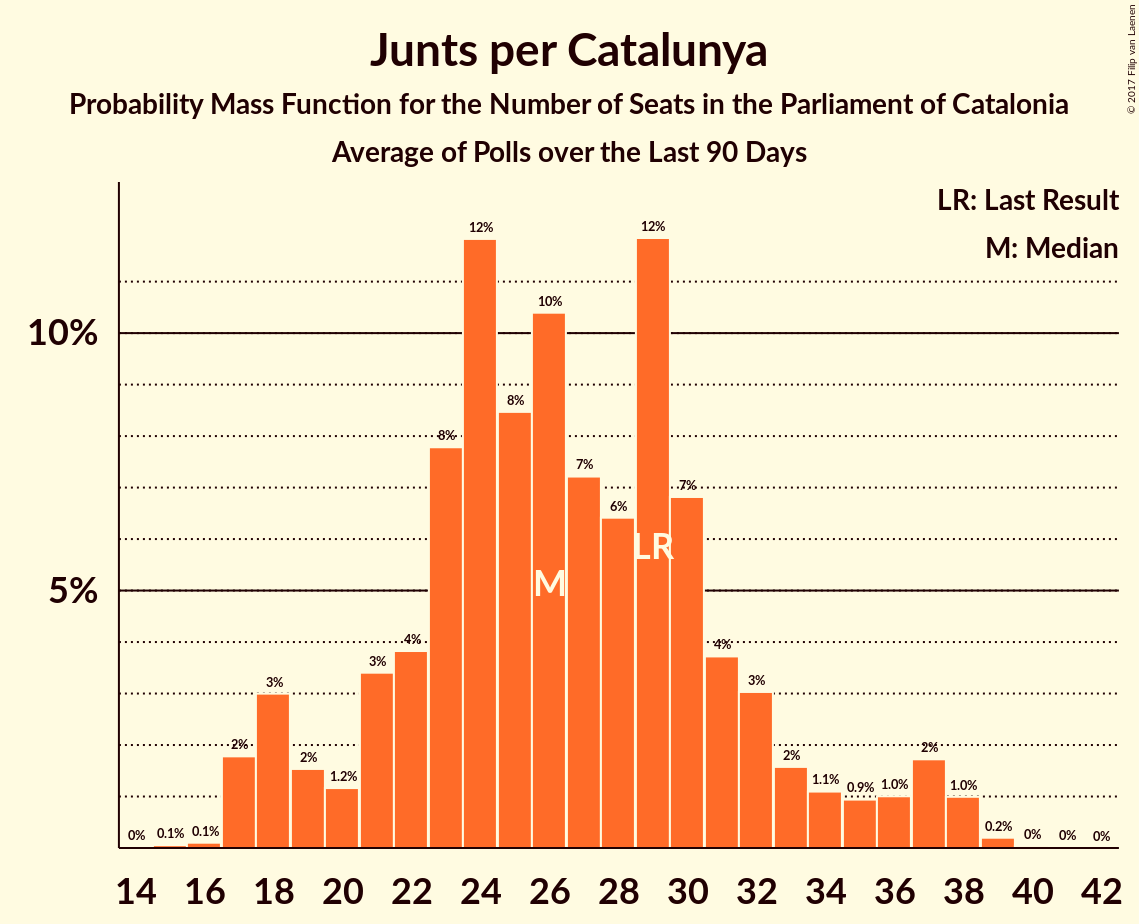 Junts per Catalunya
Probability Mass Function for the Number of Seats in the Parliament of Catalonia
Average of Polls over the Last 90 Days
© 2017 Filip van Laenen
LR: Last Result
M: Median
10%
5%
0% 0.1% 0.1% 2% 3% 2% 1.2% 3% 4% 8% 12% 8% 10% 7% 6% 12% 7% 4% 3% 2% 1.1% 0.9% 1.0% 2% 1.0% 0.2% 0% 0% 0%
LR
M
14 16 18 20 22 24 26 28 30 32 34 36 38 40 42